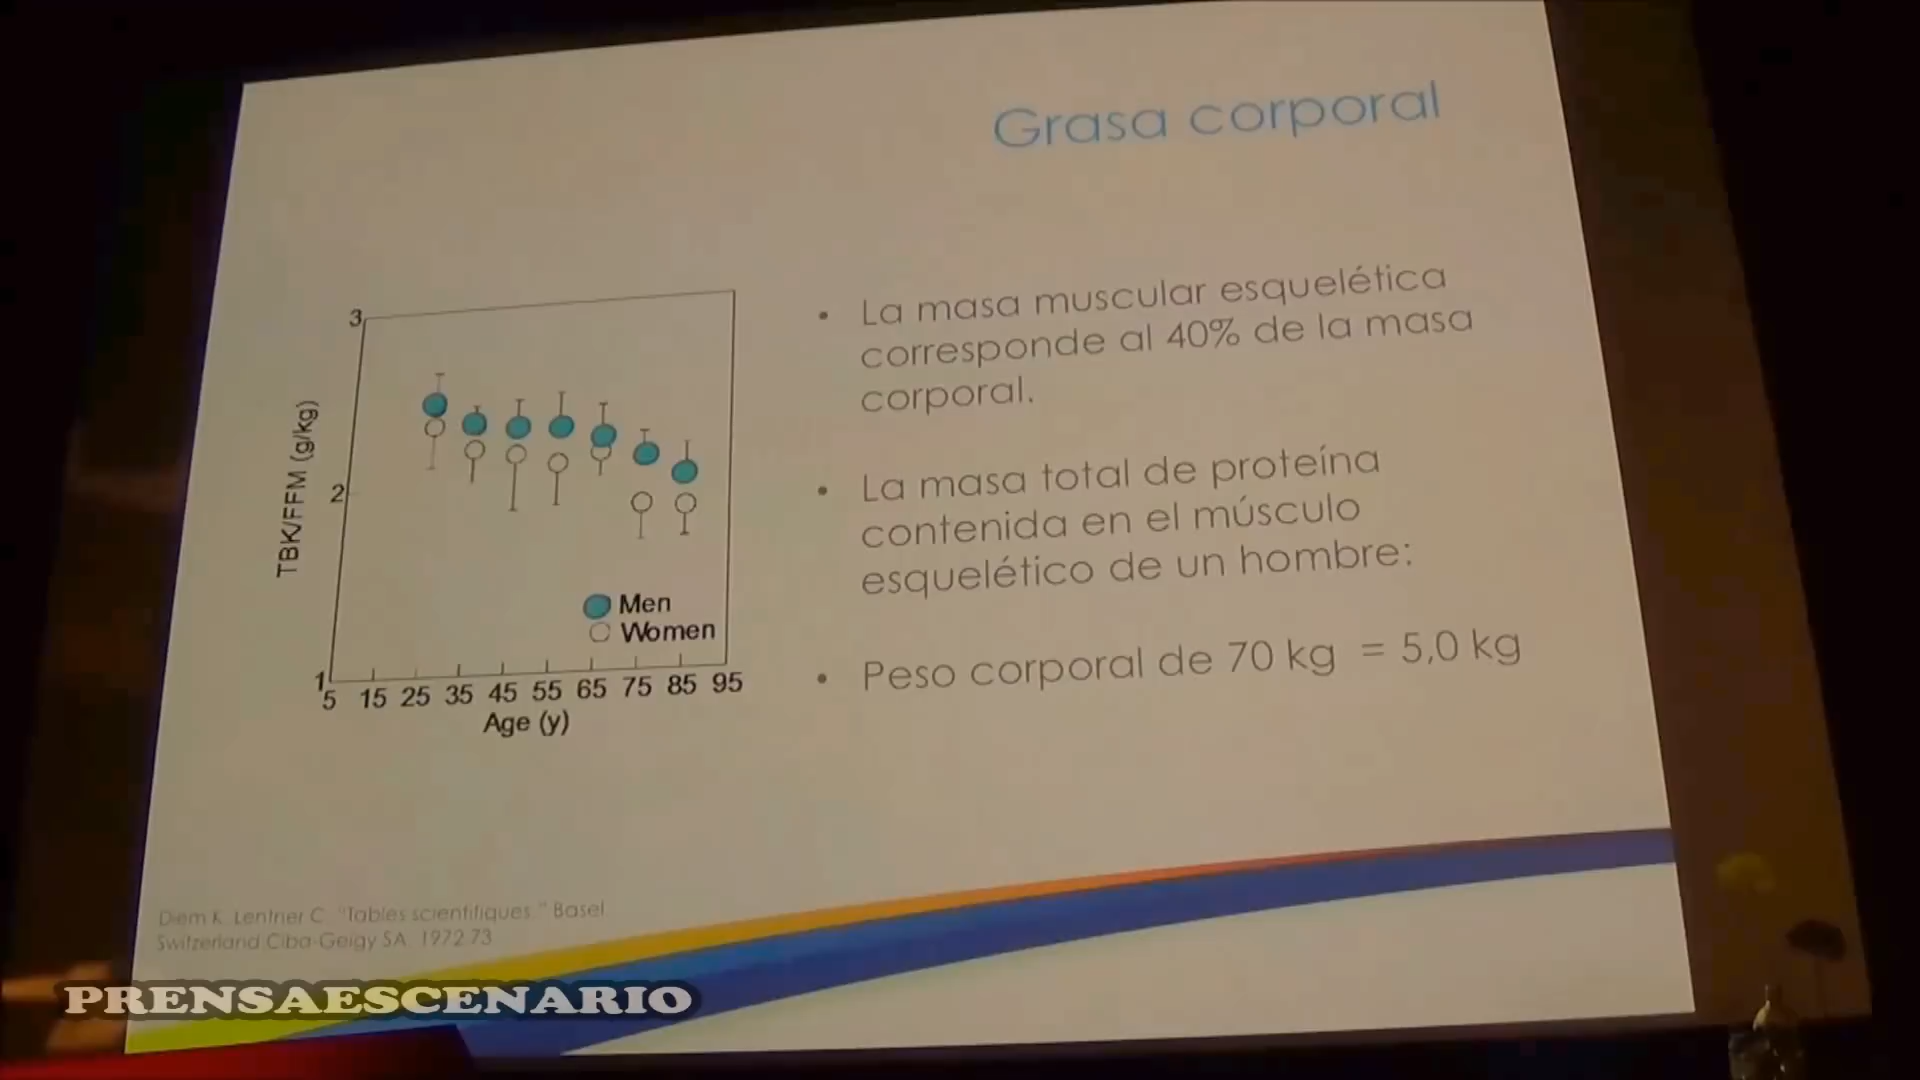 Grasa corporal
3
2
1
TBK/FFM (g/kg)
Men
Women
5 15 25 35 45 55 65 75 85 95
Age (y)
• La masa muscular esquelética
corresponde al 40% de la masa
corporal.
• La masa total de proteína
contenida en el músculo
esquelético de un hombre:
• Peso corporal de 70 kg = 5,0 kg
Diem K. Lentner C. "Tables scientifiques." Basel
Switzerland Ciba-Geigy SA 1972.73
PRENSAESCENARIO